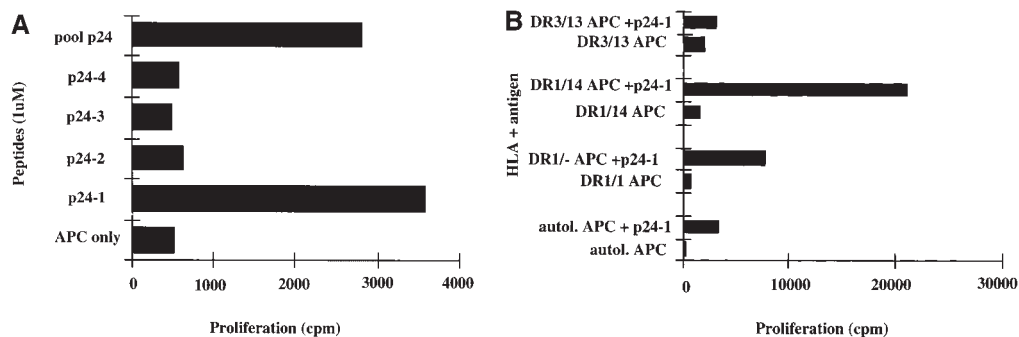 A
Peptides (1uM)
pool p24
p24-4
p24-3
p24-2
p24-1
APC only
0 1000 2000 3000 4000
Proliferation (cpm)
B
HLA + antigen
DR3/13 APC +p24-1
DR3/13 APC
DR1/14 APC +p24-1
DR1/14 APC
DR1/- APC +p24-1
DR1/1 APC
autol. APC + p24-1
autol. APC
0 10000 20000 30000
Proliferation (cpm)